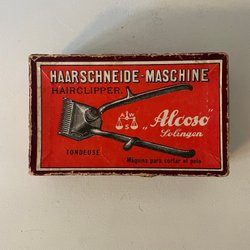 HAARSCHNEIDE-MASCHINE
HAIRCLIPPER.
A W
S
„Alcoso"
Solingen
TONDEUSE
Máquina para cortar el pelo